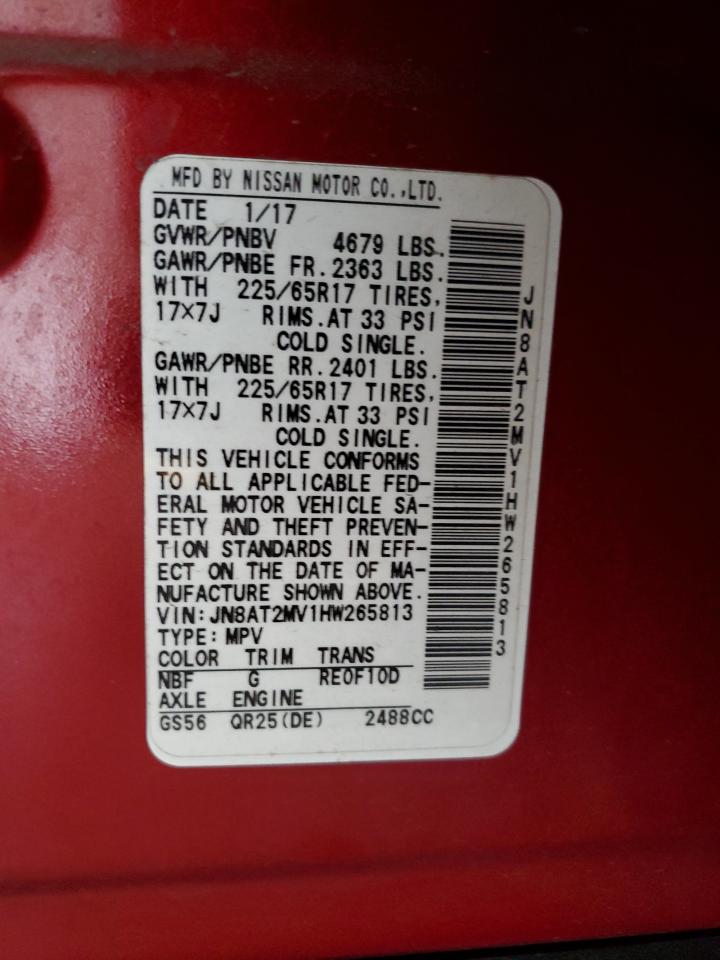 MFD BY NISSAN MOTOR CO.,LTD.
DATE 1/17
GVWR/PNBV 4679 LBS.
GAWR/PNBE FR. 2363 LBS.
WITH 225/65R17 TIRES,
17×7J RIMS.AT 33 PSI
COLD SINGLE.
GAWR/PNBE RR. 2401 LBS.
WITH 225/65R17 TIRES,
17×7J RIMS.AT 33 PSI
COLD SINGLE.
THIS VEHICLE CONFORMS
TO ALL APPLICABLE FED-
ERAL MOTOR VEHICLE SA-
FETY AND THEFT PREVEN-
TION STANDARDS IN EFF-
ECT ON THE DATE OF MA-
NUFACTURE SHOWN ABOVE.
VIN:JN8AT2MV1HW265813
TYPE:MPV
COLOR TRIM TRANS
NBF G RE0F10D
AXLE ENGINE
GS56 QR25(DE) 2488CC
JN8AT2MV1HW265813